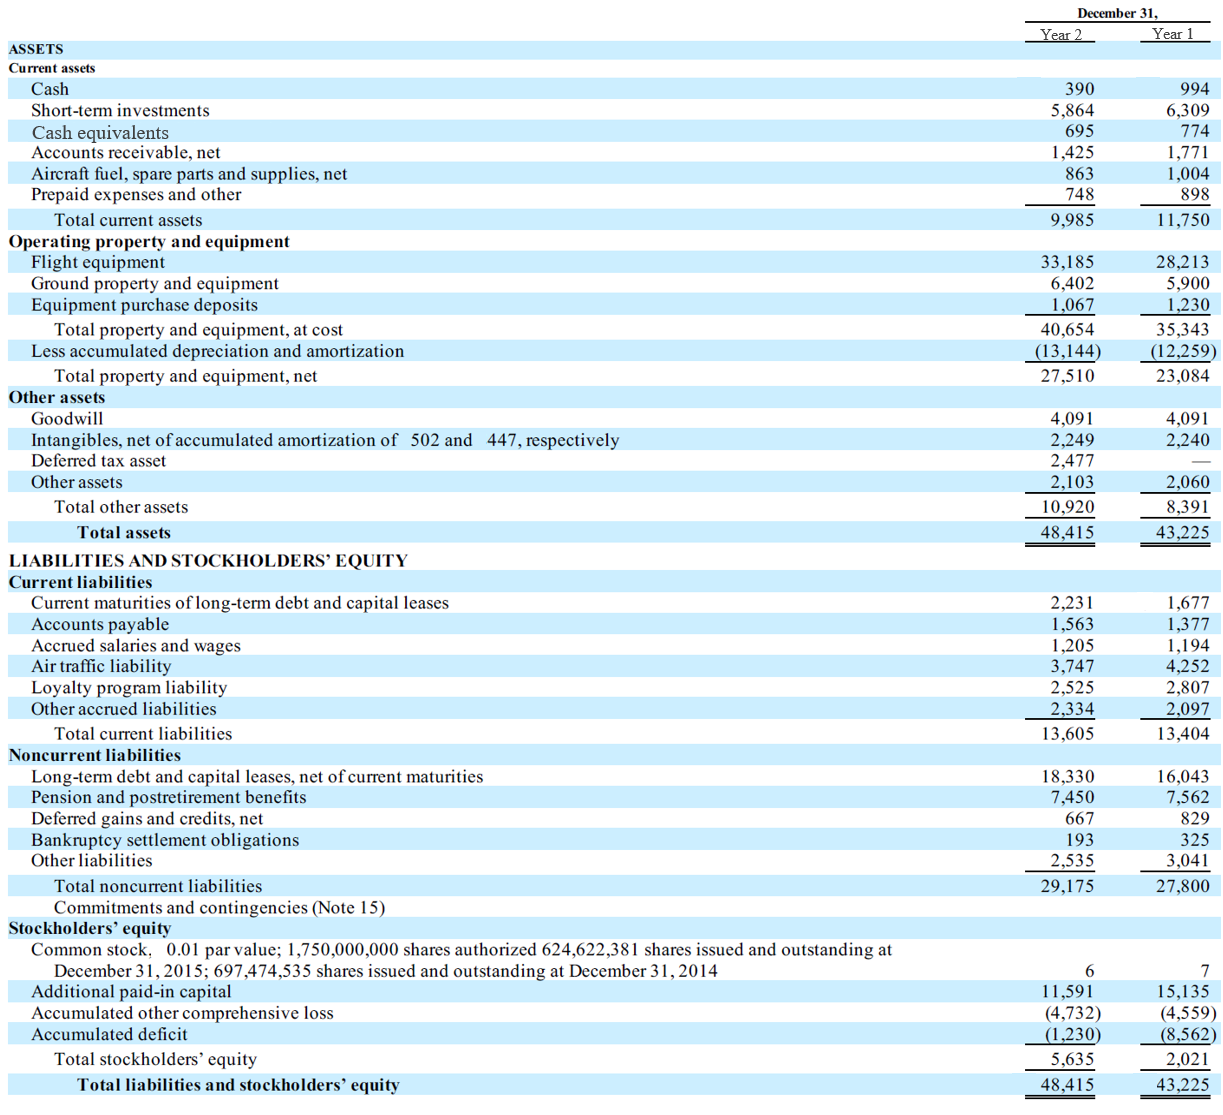 December 31,
Year 2 Year 1
ASSETS
Current assets
Cash 390 994
Short-term investments 5,864 6,309
Cash equivalents 695 774
Accounts receivable, net 1,425 1,771
Aircraft fuel, spare parts and supplies, net 863 1,004
Prepaid expenses and other 748 898
Total current assets 9,985 11,750
Operating property and equipment
Flight equipment 33,185 28,213
Ground property and equipment 6,402 5,900
Equipment purchase deposits 1,067 1,230
Total property and equipment, at cost 40,654 35,343
Less accumulated depreciation and amortization (13,144) (12,259)
Total property and equipment, net 27,510 23,084
Other assets
Goodwill 4,091 4,091
Intangibles, net of accumulated amortization of 502 and 447, respectively 2,249 2,240
Deferred tax asset 2,477 —
Other assets 2,103 2,060
Total other assets 10,920 8,391
Total assets 48,415 43,225
LIABILITIES AND STOCKHOLDERS’ EQUITY
Current liabilities
Current maturities of long-term debt and capital leases 2,231 1,677
Accounts payable 1,563 1,377
Accrued salaries and wages 1,205 1,194
Air traffic liability 3,747 4,252
Loyalty program liability 2,525 2,807
Other accrued liabilities 2,334 2,097
Total current liabilities 13,605 13,404
Noncurrent liabilities
Long-term debt and capital leases, net of current maturities 18,330 16,043
Pension and postretirement benefits 7,450 7,562
Deferred gains and credits, net 667 829
Bankruptcy settlement obligations 193 325
Other liabilities 2,535 3,041
Total noncurrent liabilities 29,175 27,800
Commitments and contingencies (Note 15)
Stockholders’ equity
Common stock, 0.01 par value; 1,750,000,000 shares authorized 624,622,381 shares issued and outstanding at
December 31, 2015; 697,474,535 shares issued and outstanding at December 31, 2014 6 7
Additional paid-in capital 11,591 15,135
Accumulated other comprehensive loss (4,732) (4,559)
Accumulated deficit (1,230) (8,562)
Total stockholders’ equity 5,635 2,021
Total liabilities and stockholders’ equity 48,415 43,225